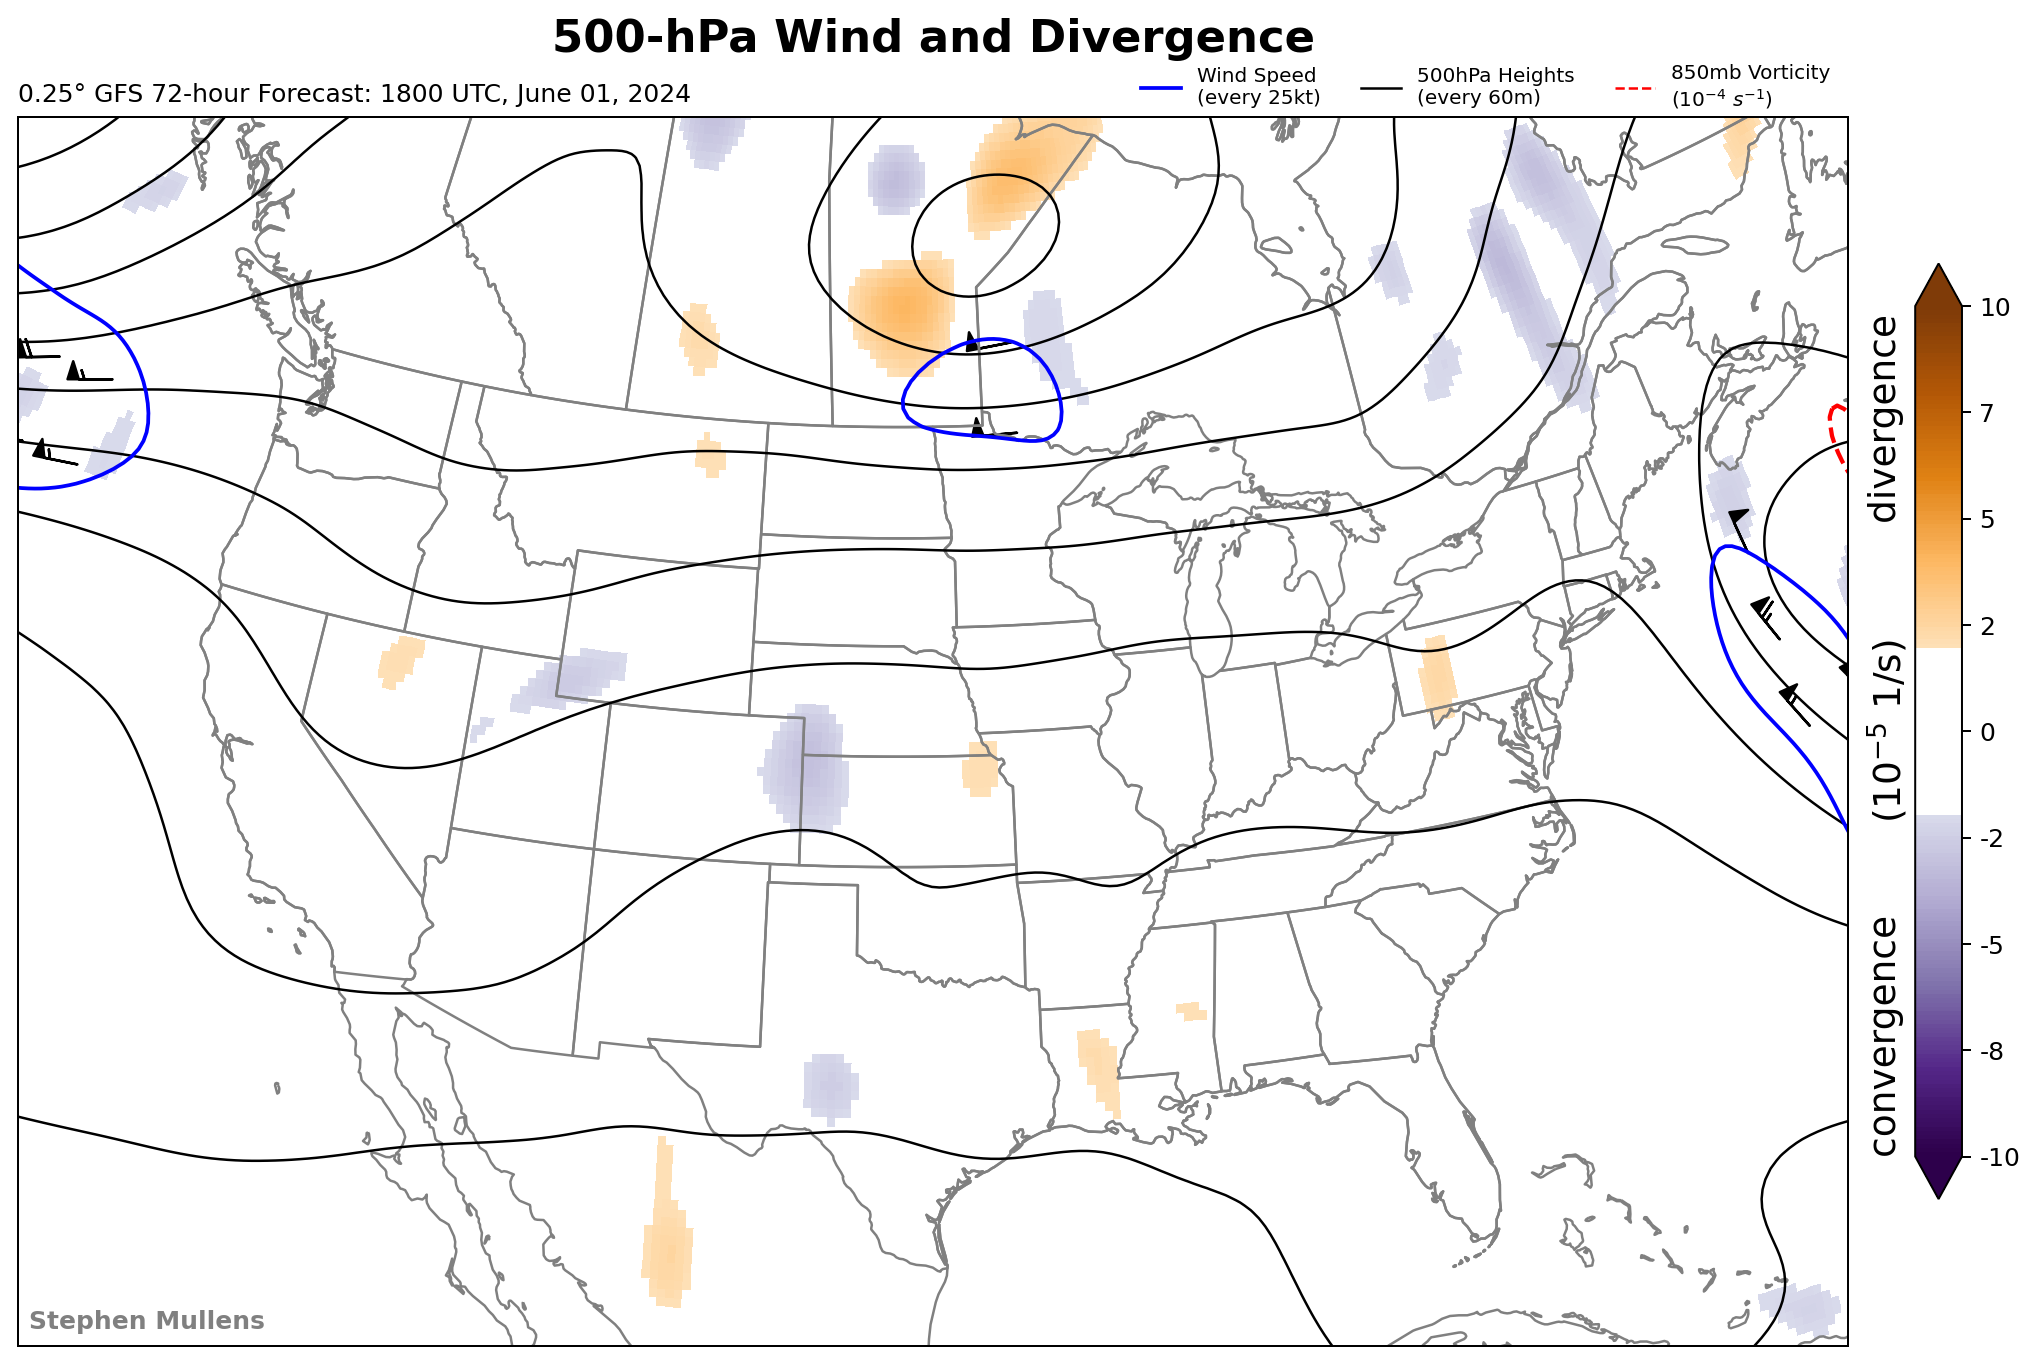 500-hPa Wind and Divergence
0.25° GFS 72-hour Forecast: 1800 UTC, June 01, 2024
Wind Speed
(every 25kt)
500hPa Heights
(every 60m)
850mb Vorticity
(10⁻⁴ s⁻¹)
convergence (10⁻⁵ 1/s) divergence
10
7
5
2
0
-2
-5
-8
-10
Stephen Mullens